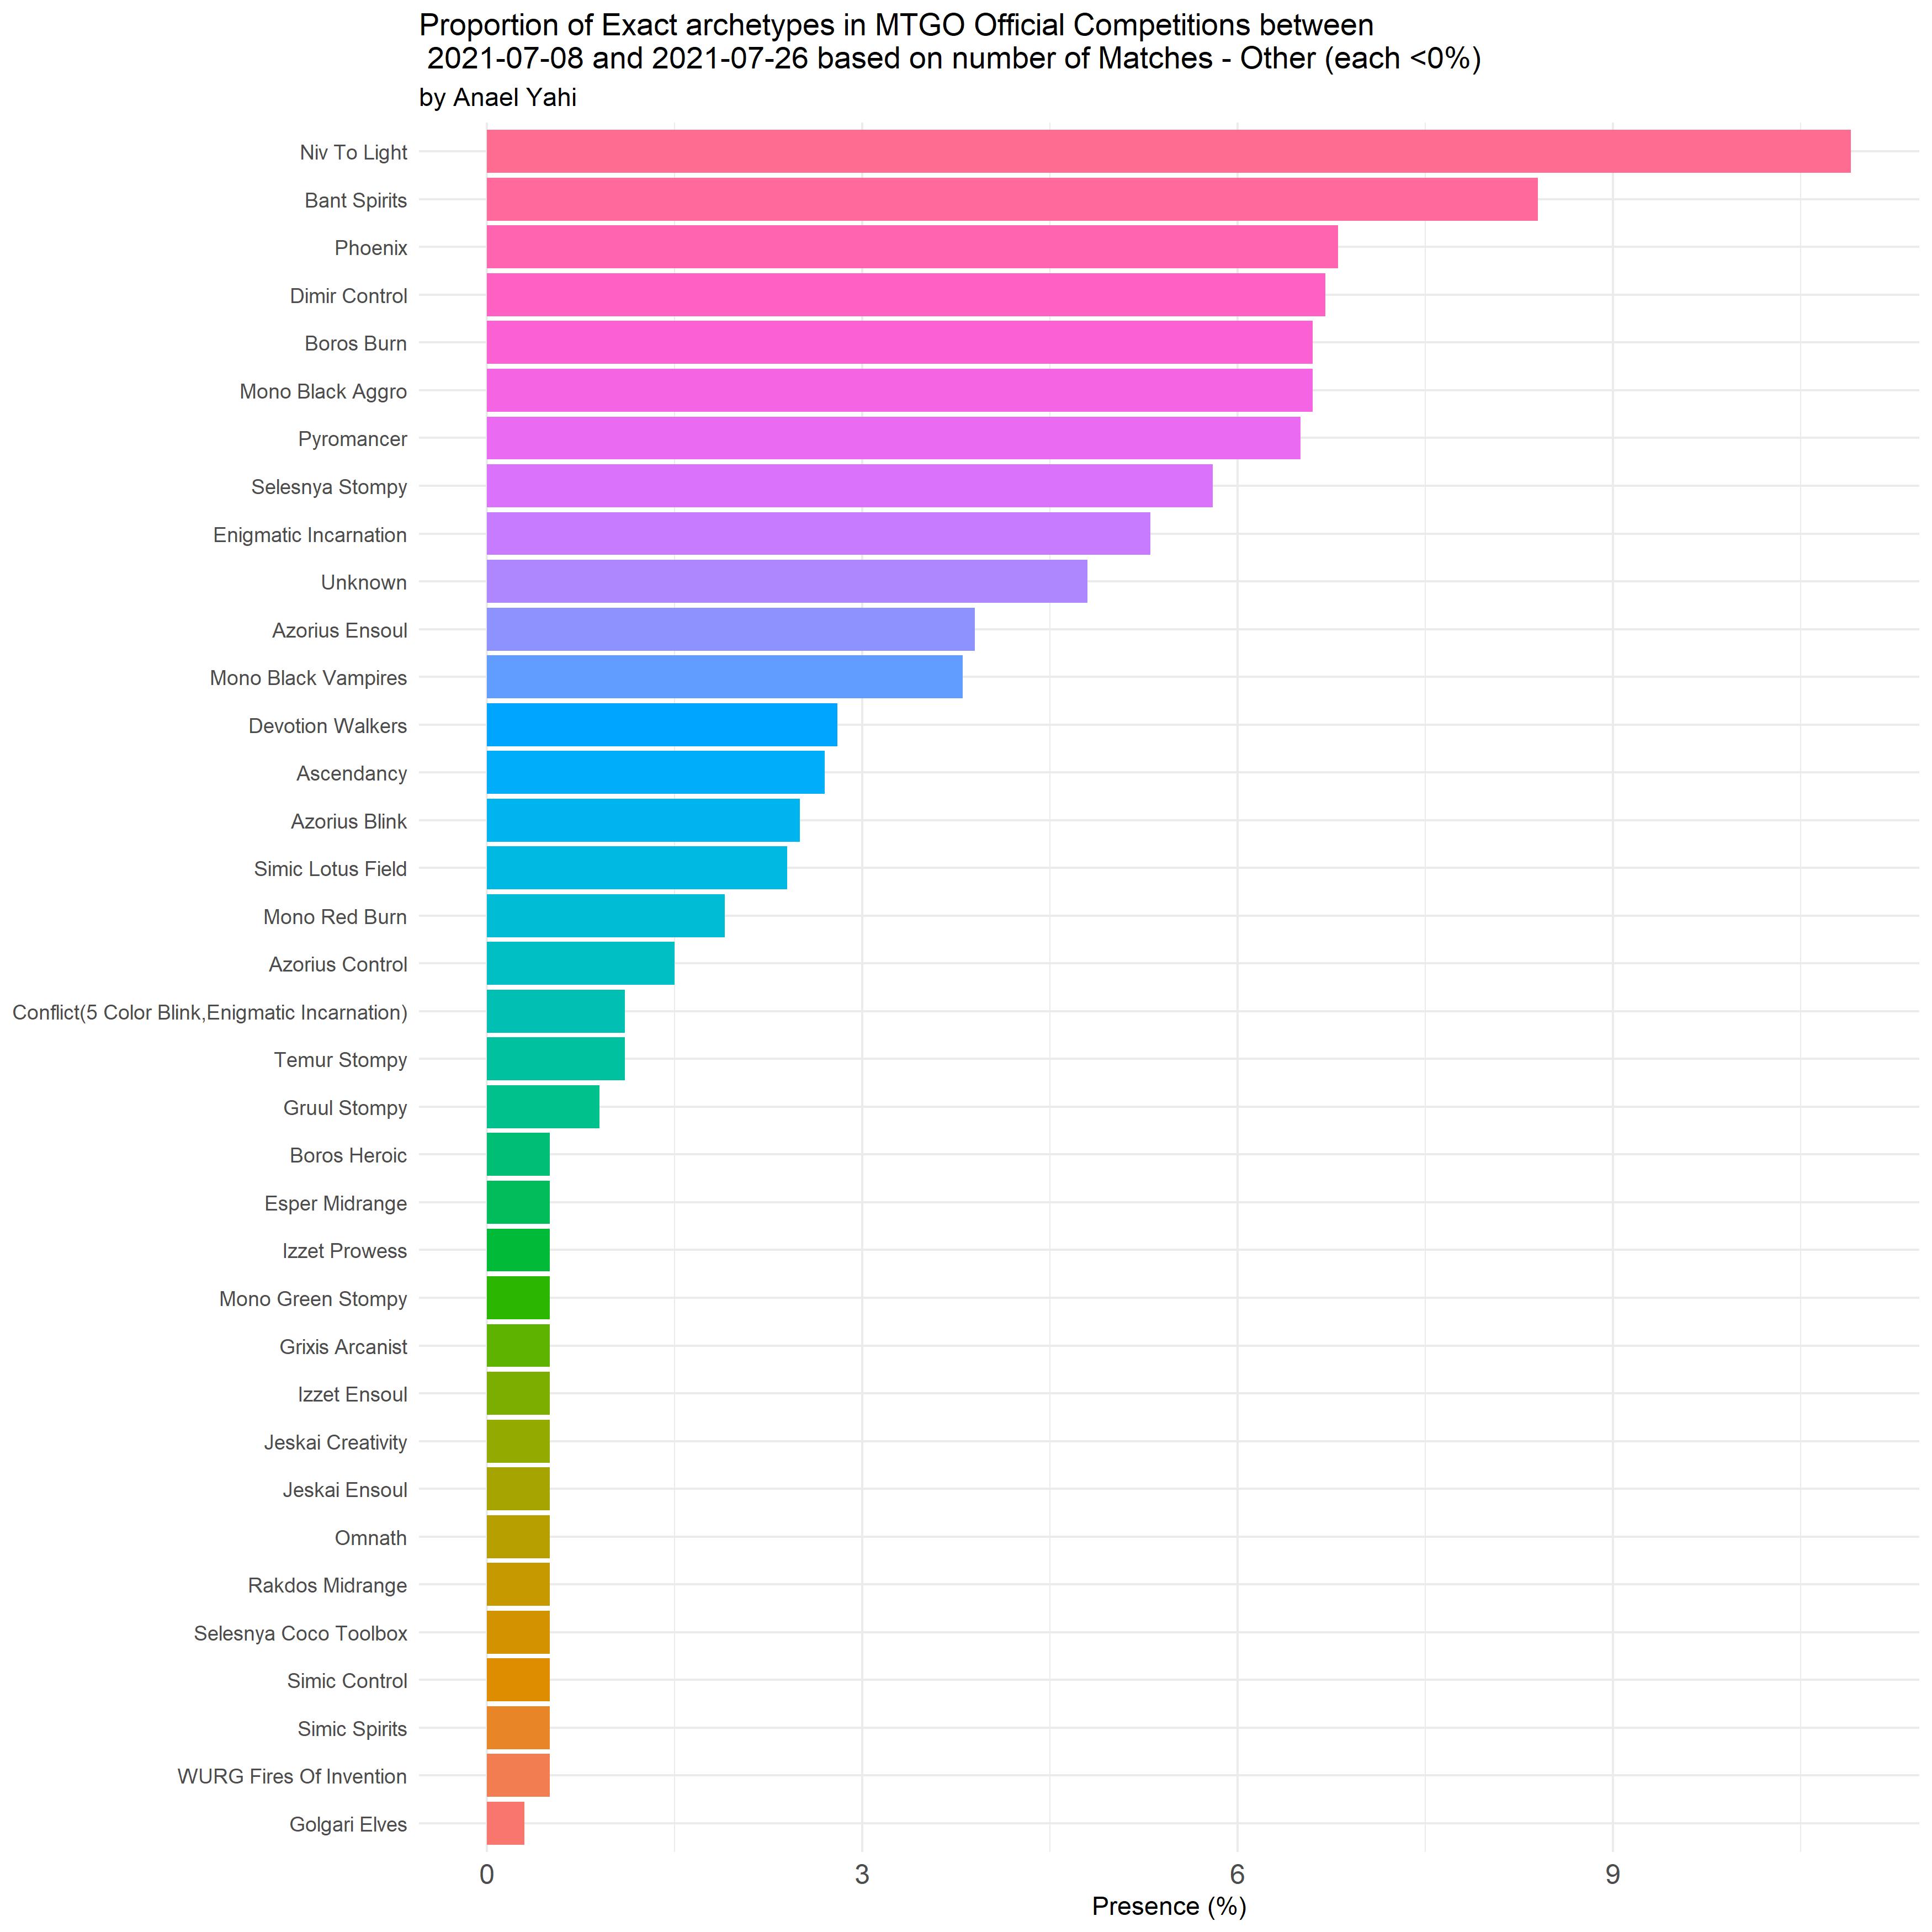 Proportion of Exact archetypes in MTGO Official Competitions between
2021-07-08 and 2021-07-26 based on number of Matches - Other (each <0%)
by Anael Yahi
Niv To Light
Bant Spirits
Phoenix
Dimir Control
Boros Burn
Mono Black Aggro
Pyromancer
Selesnya Stompy
Enigmatic Incarnation
Unknown
Azorius Ensoul
Mono Black Vampires
Devotion Walkers
Ascendancy
Azorius Blink
Simic Lotus Field
Mono Red Burn
Azorius Control
Conflict(5 Color Blink,Enigmatic Incarnation)
Temur Stompy
Gruul Stompy
Boros Heroic
Esper Midrange
Izzet Prowess
Mono Green Stompy
Grixis Arcanist
Izzet Ensoul
Jeskai Creativity
Jeskai Ensoul
Omnath
Rakdos Midrange
Selesnya Coco Toolbox
Simic Control
Simic Spirits
WURG Fires Of Invention
Golgari Elves
0 3 6 9
Presence (%)